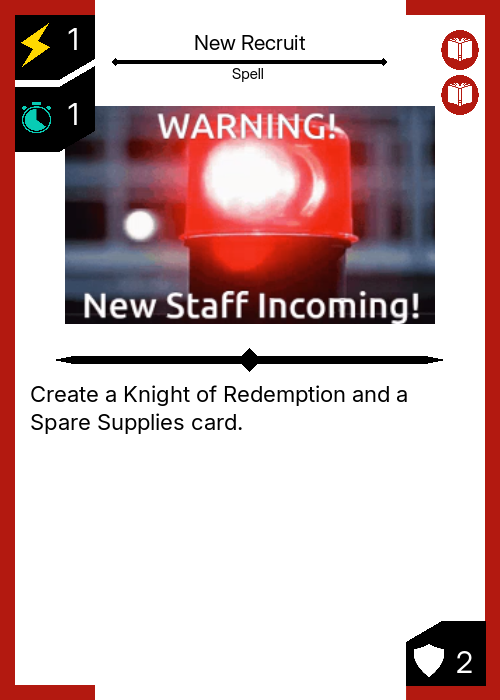 1
New Recruit
Spell
1
WARNING!
New Staff Incoming!
Create a Knight of Redemption and a
Spare Supplies card.
2